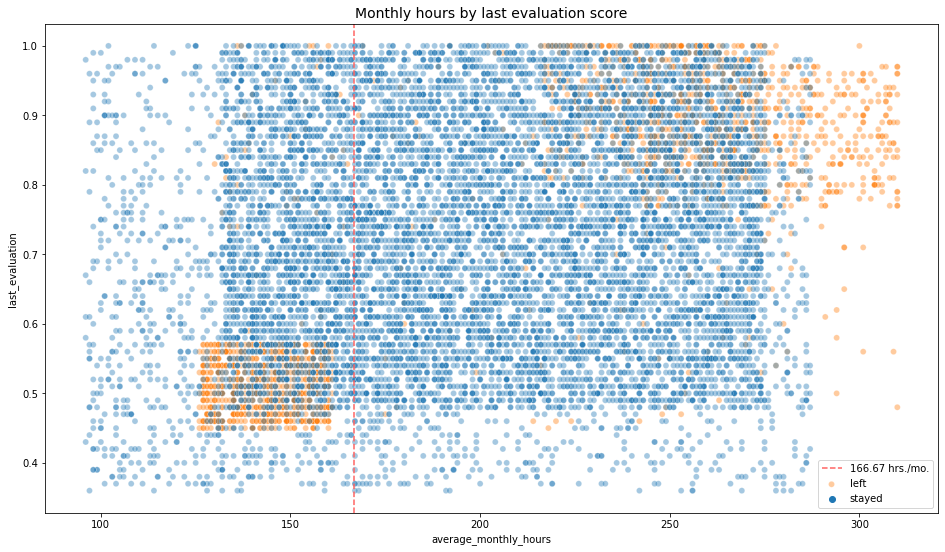 Monthly hours by last evaluation score
1.0
0.9
0.8
0.7
0.6
0.5
0.4
last_evaluation
166.67 hrs./mo.
left
stayed
100
150
200
250
300
average_monthly_hours